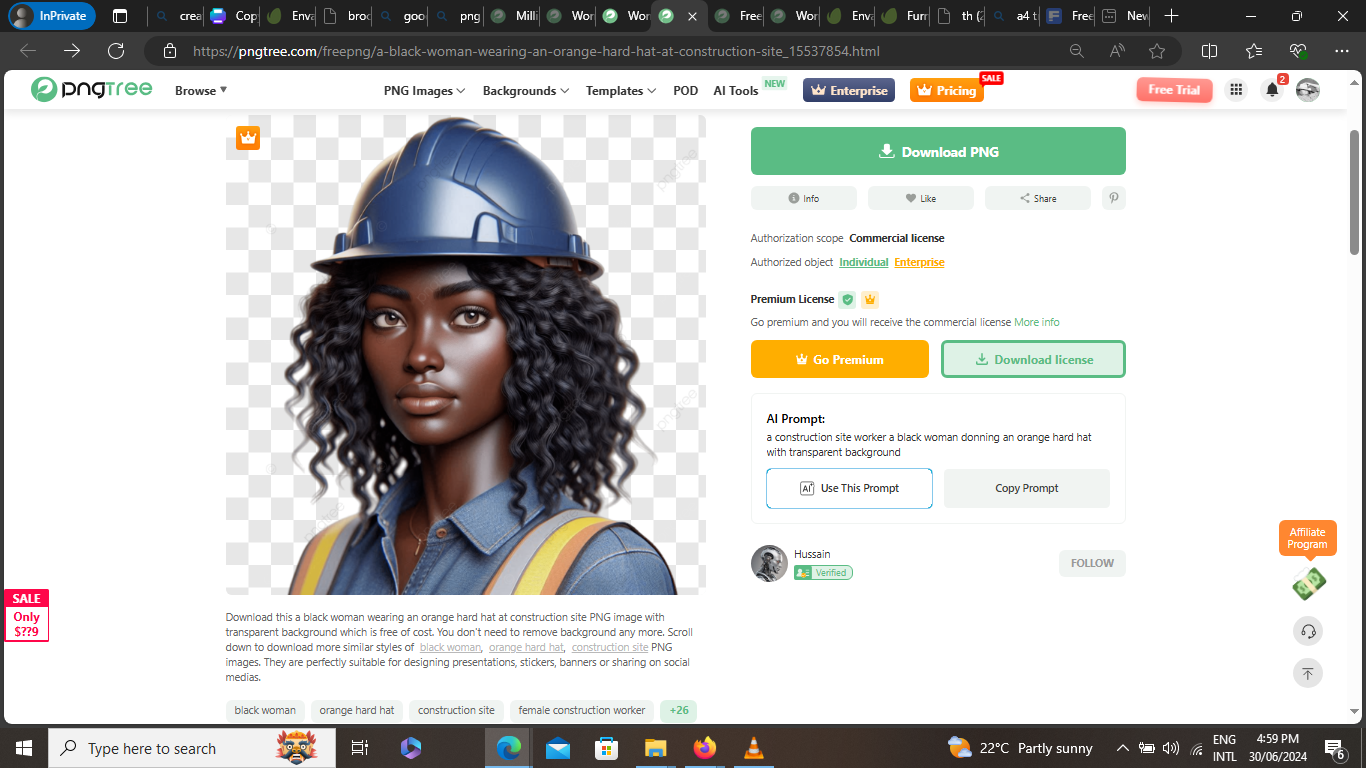 InPrivate
crea
Cop
Enva
broc
goo
png
Milli
Wor
Wor
Free
Wor
Enva
Furr
th (2
a4 t
Free
New
https://pngtree.com/freepng/a-black-woman-wearing-an-orange-hard-hat-at-construction-site_15537854.html
pngtree
Browse
PNG Images
Backgrounds
Templates
POD
AI Tools
NEW
Enterprise
Pricing
SALE
Free Trial
2
Download PNG
Info
Like
Share
Authorization scope Commercial license
Authorized object Individual Enterprise
Premium License
Go premium and you will receive the commercial license More info
Go Premium
Download license
AI Prompt:
a construction site worker a black woman donning an orange hard hat
with transparent background
AI Use This Prompt
Copy Prompt
Hussain
Verified
FOLLOW
Affiliate
Program
SALE
Only
$??9
pngtree
pngtree
pngtree
Download this a black woman wearing an orange hard hat at construction site PNG image with
transparent background which is free of cost. You don't need to remove background any more. Scroll
down to download more similar styles of black woman, orange hard hat, construction site PNG
images. They are perfectly suitable for designing presentations, stickers, banners or sharing on social
medias.
black woman
orange hard hat
construction site
female construction worker
+26
Type here to search
22°C Partly sunny
ENG
INTL
4:59 PM
30/06/2024
6